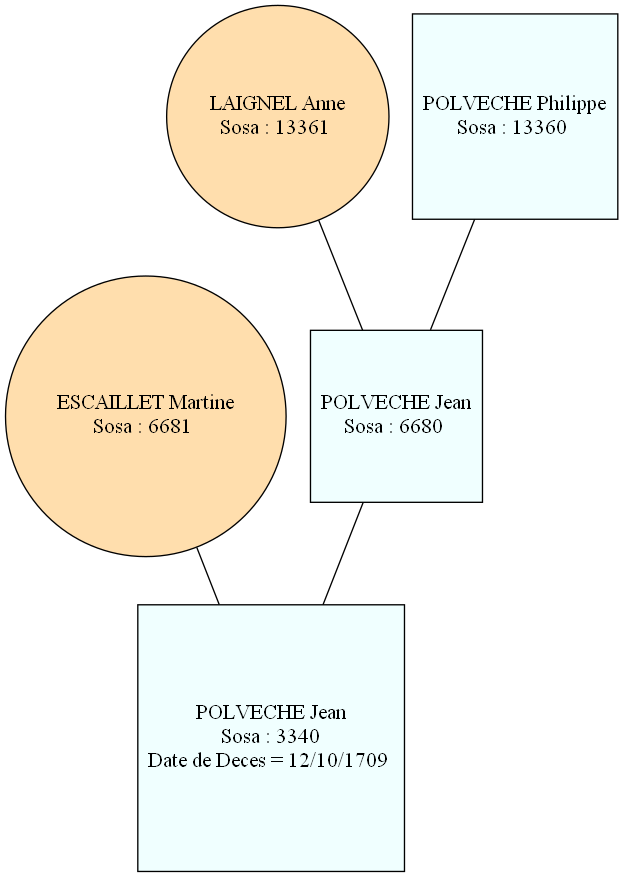 LAIGNEL Anne
Sosa : 13361
POLVECHE Philippe
Sosa : 13360
ESCAILLET Martine
Sosa : 6681
POLVECHE Jean
Sosa : 6680
POLVECHE Jean
Sosa : 3340
Date de Deces = 12/10/1709